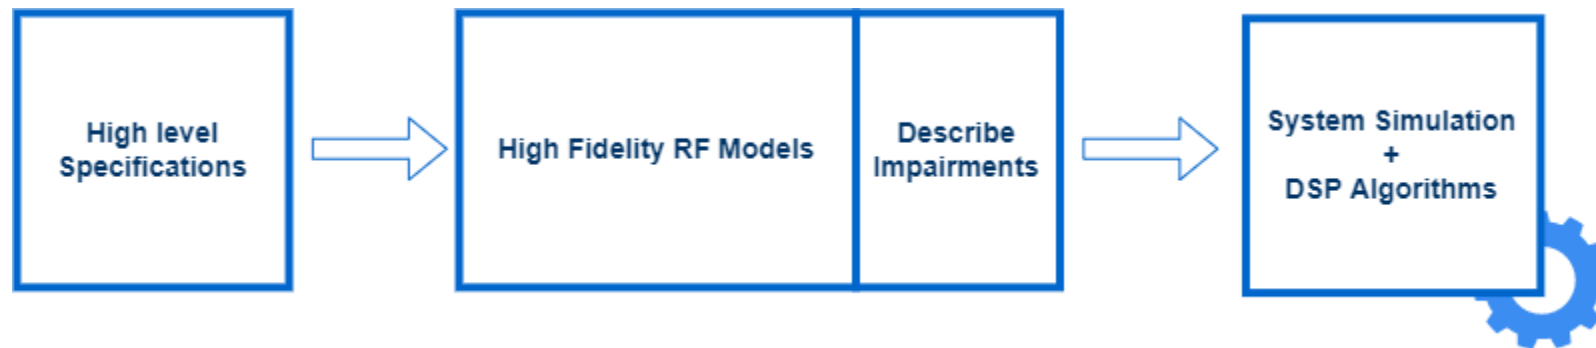 High level
Specifications
High Fidelity RF Models
Describe
Impairments
System Simulation
+
DSP Algorithms